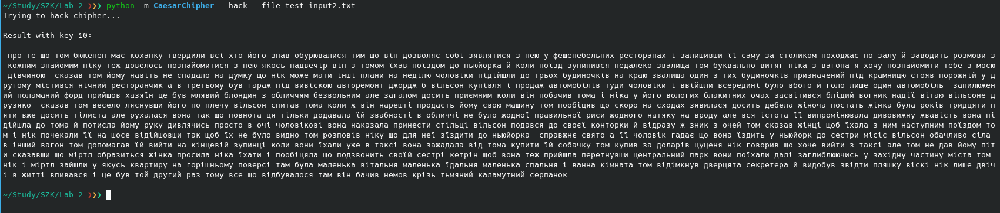 ~/Study/SZK/Lab_2 ❯❯❯ python -m CaesarChipher --hack --file test_input2.txt
Trying to hack chipher...
Result with key 10:
про те що том бюкенен має коханку твердили всі хто його знав обурювалися тим що він дозволяє собі зявлятися з нею у фешенебельних ресторанах і залишивши її саму за столиком походжає по залу й заводить розмови з
кожним знайомим ніку теж довелось познайомитися з нею якось надвечір він з томом їхав поїздом до ньюйорка й коли поїзд зупинився недалеко звалища том буквально витяг ніка з вагона я хочу познайомити тебе з моєю
дівчиною  сказав том йому навіть не спадало на думку що нік може мати інші плани на неділю чоловіки підійшли до трьох будиночків на краю звалища один з тих будиночків призначений під крамницю стояв порожній у д
ругому містився нічний ресторанчик а в третьому був гараж під вивіскою авторемонт джордж б вільсон купівля і продаж автомобілів туди чоловіки і ввійшли всередині було вбого й голо лише один автомобіль  запилюжен
ий поламаний форд прийшов хазяїн це був млявий блондин з обличчям безвольним але загалом досить приємним коли він побачив тома і ніка у його вологих блакитних очах засвітився блідий вогник надії вітаю вільсоне д
рузяко  сказав том весело ляснувши його по плечу вільсон спитав тома коли ж він нарешті продасть йому свою машину том пообіцяв що скоро на сходах зявилася досить дебела жіноча постать жінка була років тридцяти п
яти вже досить тілиста але рухалася вона так що повнота ця тільки додавала їй звабності в обличчі не було жодної правильної риси жодного натяку на вроду але вся істота її випромінювала дивовижну жвавість вона пі
дійшла до тома й потисла йому руку дивлячись просто в очі чоловікові вона наказала принести стільці вільсон подався до своєї конторки й відразу ж зник з очей том сказав жінці щоб їхала з ним наступним поїздом то
м і нік почекали її на шосе відійшовши так щоб їх не було видно том розповів ніку що для неї зїздити до ньюйорка  справжнє свято а її чоловік гадає що вона їздить у ньюйорк до сестри місіс вільсон обачливо сіла
в інший вагон том допомагав їй вийти на кінцевій зупинці коли вони їхали уже в таксі вона зажадала від тома купити їй собачку том купив за доларів цуценя нік говорив що хоче вийти з таксі але том не дав йому піт
и сказавши що міртл образиться жінка просила ніка їхати і пообіцяла що подзвонить своїй сестрі кетрін щоб вона теж прийшла перетнувши центральний парк вони поїхали далі заглиблюючись у західну частину міста том
нік і міртл зайшли у якусь квартиру на горішньому поверсі там була маленька вітальня маленька їдальня маленька спальня і ванна кімната том відімкнув дверцята секретера й видобув звідти пляшку віскі нік лише двіч
і в житті впивався і це був той другий раз тому все що відбувалося там він бачив немов крізь тьмяний каламутний серпанок
~/Study/SZK/Lab_2 ❯❯❯